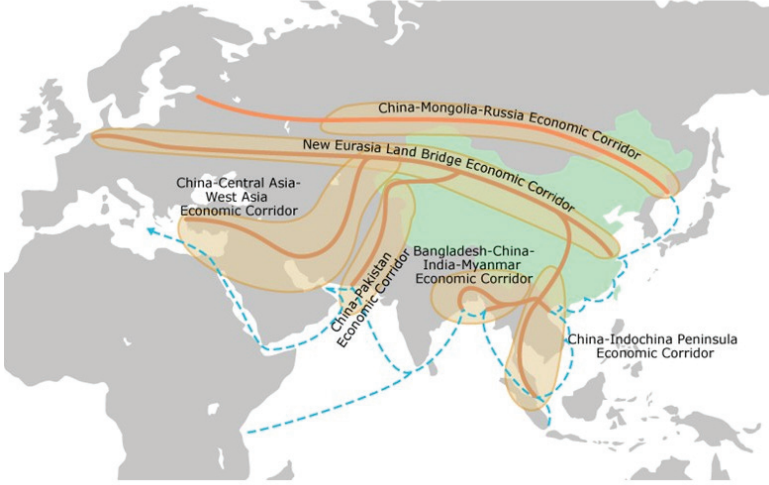 China-Mongolia-Russia Economic Corridor
New Eurasia Land Bridge Economic Corridor
China-Central Asia-
West Asia
Economic Corridor
China-Pakistan
Economic Corridor
Bangladesh-China-
India-Myanmar
Economic Corridor
China-Indochina Peninsula
Economic Corridor